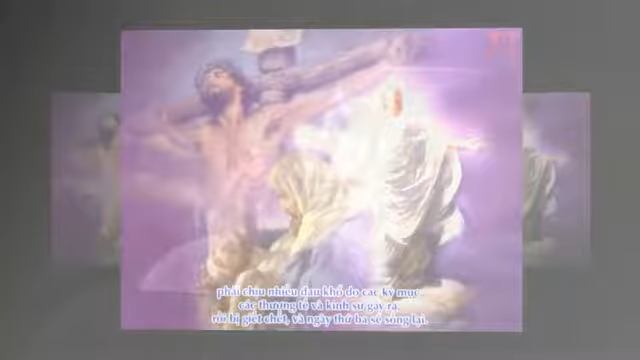 phải chịu nhiều đau khổ do các kỳ mục,
các thượng tế và kinh sư gây ra,
rồi bị giết chết, và ngày thứ ba sẽ sống lại.